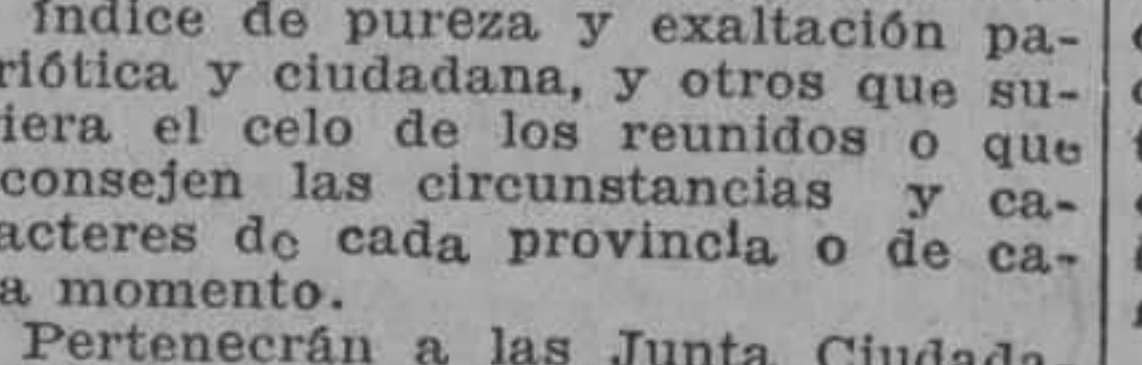 índice de pureza y exaltación pa-
riótica y ciudadana, y otros que su-
iera el celo de los reunidos o que
consejen las circunstancias y ca-
acteres de cada provincia o de ca-
a momento.
Pertenecrán a las Junta Ciudada-